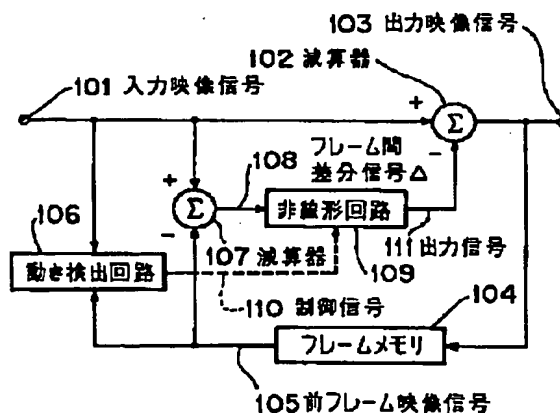 103 出力映像信号
102 減算器
101 入力映像信号
+
Σ
-
フレーム間
差分信号Δ
108
+
Σ
-
非線形回路
111 出力信号
106
107 減算器
109
動き検出回路
110 制御信号
104
フレームメモリ
105 前フレーム映像信号